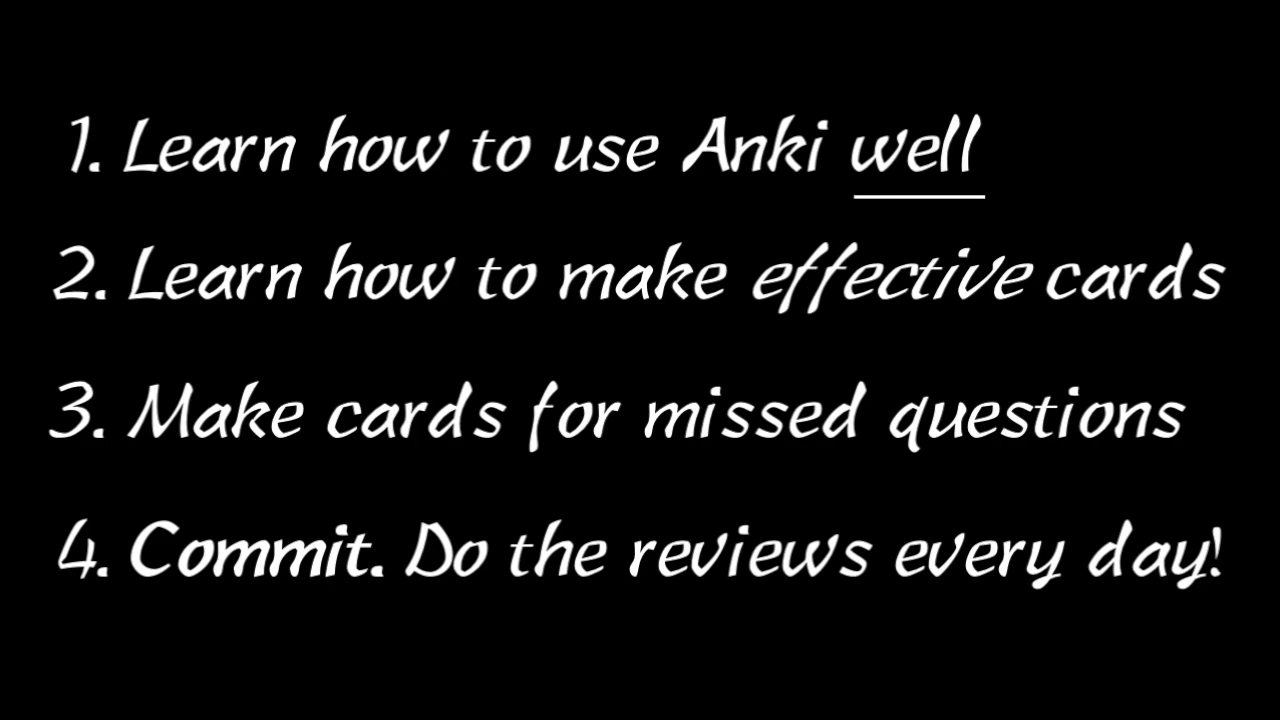 1. Learn how to use Anki well
2. Learn how to make effective cards
3. Make cards for missed questions
4. Commit. Do the reviews every day!